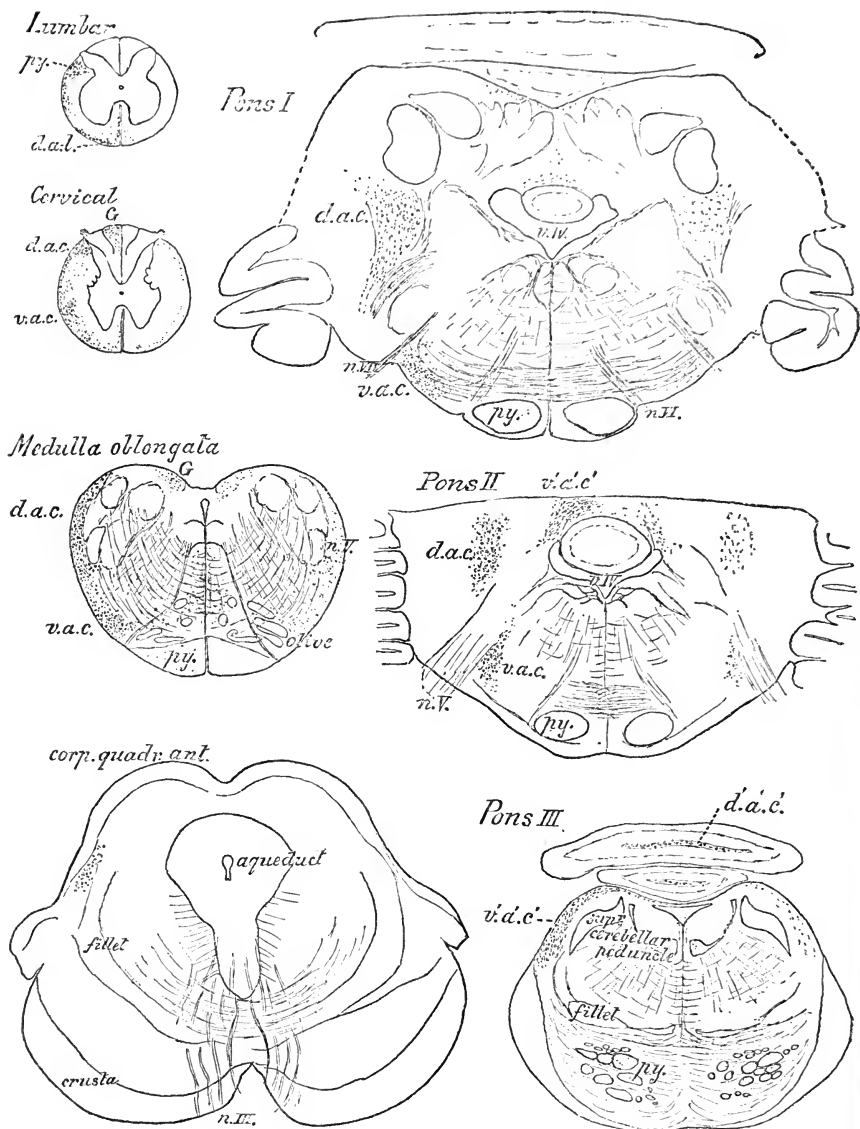 Lumbar
py.
d.a.l.
Cervical
G
d.a.c.
v.a.c.
Pons I
d.a.c.
v.IV.
n.VII.
v.a.c.
py.
n.VI.
Medulla oblongata
G
d.a.c.
n.V.
v.a.c.
olive
py.
Pons II
v'.a'.c'
d.a.c.
v.IV.
v.a.c.
n.V.
py.
corp. quadr. ant.
aqueduct
fillet
crusta.
n.III.
Pons III.
d'.a'.c'.
v'.a'.c'
supr
cerebellar
peduncle
fillet
py.